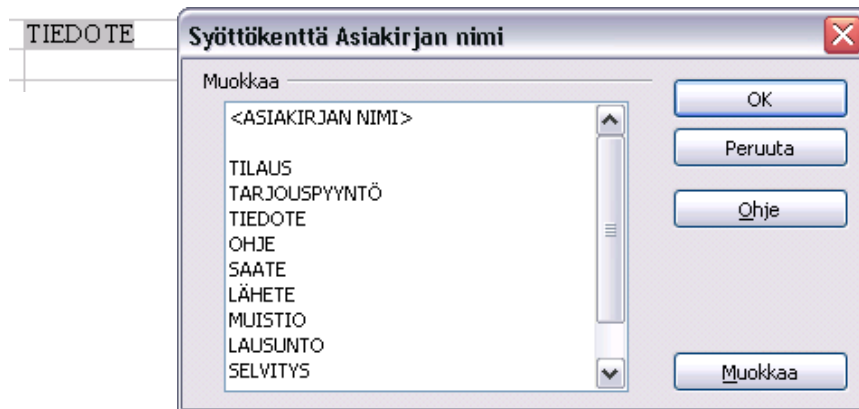 TIEDOTE
Syöttökenttä Asiakirjan nimi
Muokkaa
<ASIAKIRJAN NIMI>
TILAUS
TARJOUSPYYNTÖ
TIEDOTE
OHJE
SAATE
LÄHETE
MUISTIO
LAUSUNTO
SELVITYS
OK
Peruuta
Ohje
Muokkaa